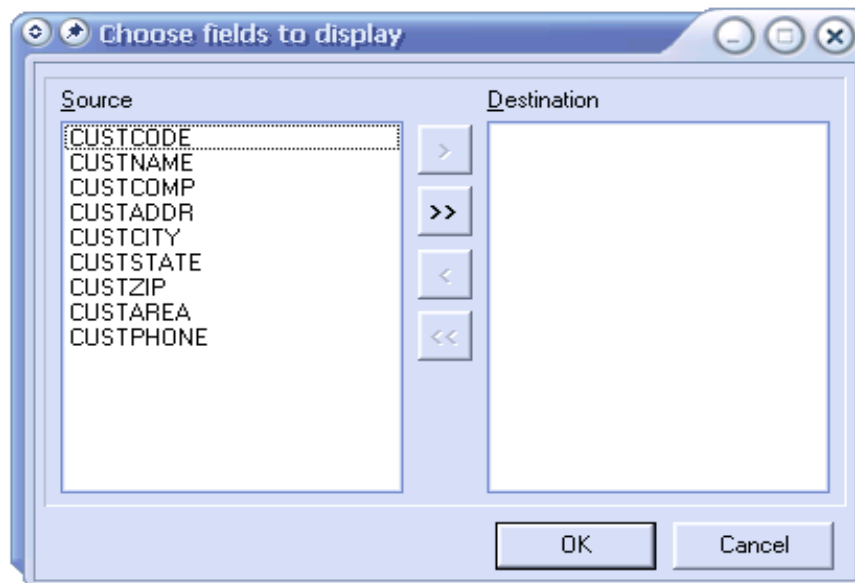 Choose fields to display
Source
Destination
CUSTCODE
CUSTNAME
CUSTCOMP
CUSTADDR
CUSTCITY
CUSTSTATE
CUSTZIP
CUSTAREA
CUSTPHONE
>
>>
<
<<
OK
Cancel